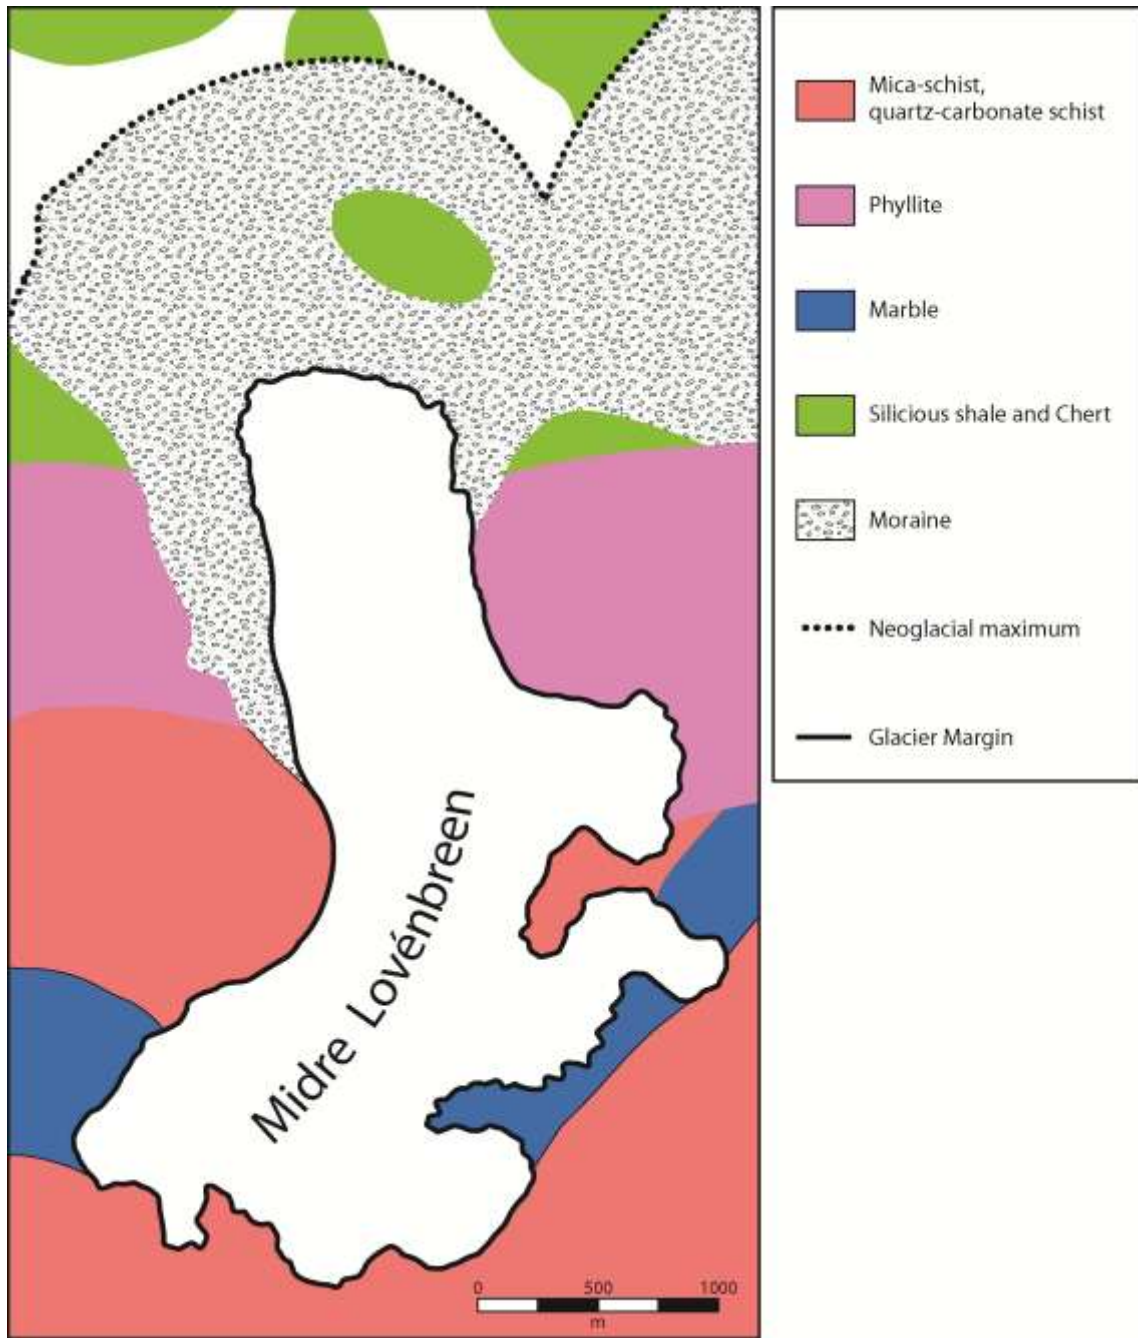 Mica-schist,
quartz-carbonate schist
Phyllite
Marble
Silicious shale and Chert
Moraine
Neoglacial maximum
Glacier Margin
Midre Lovénbreen
0 500 1000
m